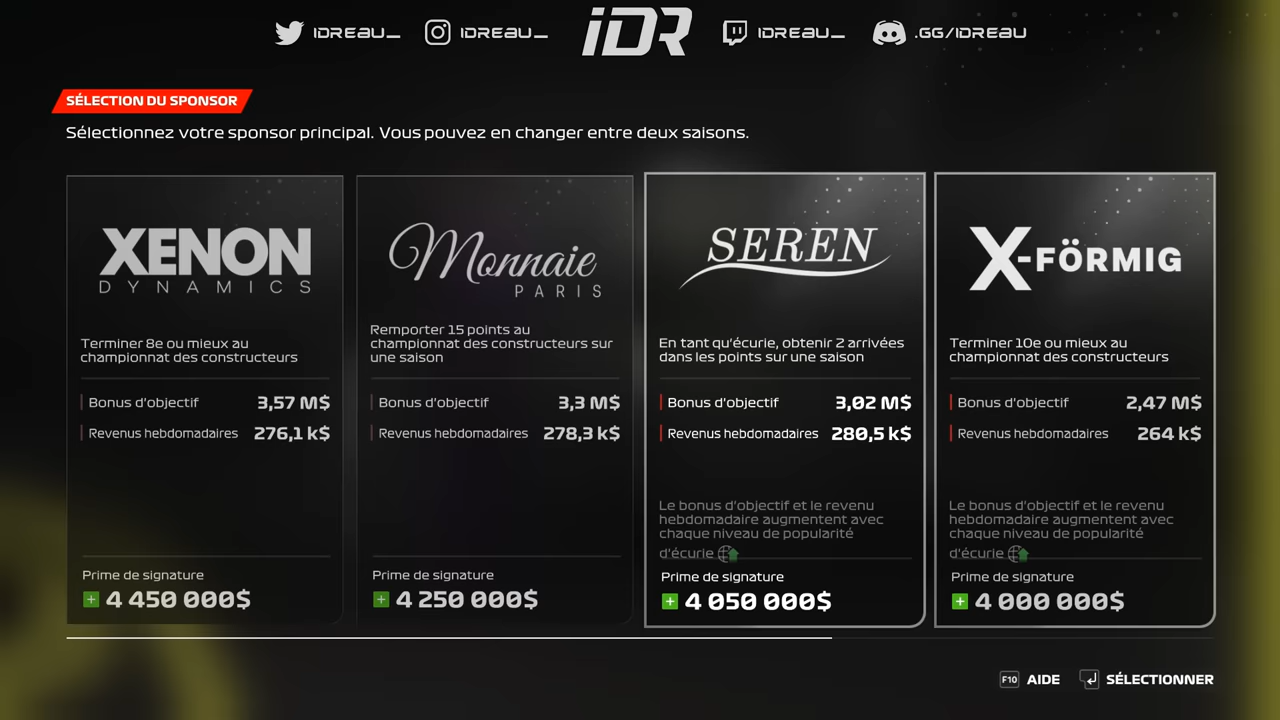 IDREAU_
IDREAU_
iDR
IDREAU_
.GG/IDREAU
SÉLECTION DU SPONSOR
Sélectionnez votre sponsor principal. Vous pouvez en changer entre deux saisons.
XENON
DYNAMICS
Terminer 8e ou mieux au
championnat des constructeurs
Bonus d'objectif 3,57 M$
Revenus hebdomadaires 276,1 k$
Prime de signature
+ 4 450 000$
Monnaie
PARIS
Remporter 15 points au
championnat des constructeurs sur
une saison
Bonus d'objectif 3,3 M$
Revenus hebdomadaires 278,3 k$
Prime de signature
+ 4 250 000$
SEREN
En tant qu'écurie, obtenir 2 arrivées
dans les points sur une saison
Bonus d'objectif 3,02 M$
Revenus hebdomadaires 280,5 k$
Le bonus d'objectif et le revenu
hebdomadaire augmentent avec
chaque niveau de popularité
d'écurie
Prime de signature
+ 4 050 000$
X-FÖRMIG
Terminer 10e ou mieux au
championnat des constructeurs
Bonus d'objectif 2,47 M$
Revenus hebdomadaires 264 k$
Le bonus d'objectif et le revenu
hebdomadaire augmentent avec
chaque niveau de popularité
d'écurie
Prime de signature
+ 4 000 000$
F10 AIDE
SÉLECTIONNER